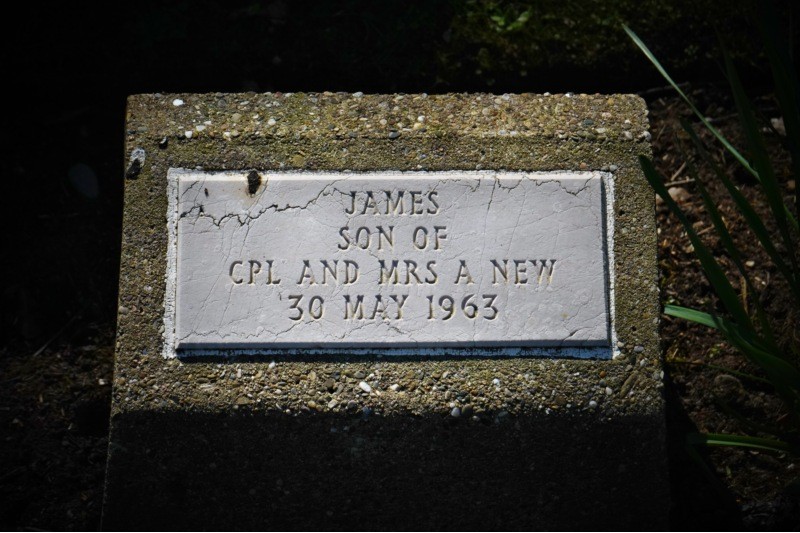 JAMES
SON OF
CPL AND MRS A NEW
30 MAY 1963